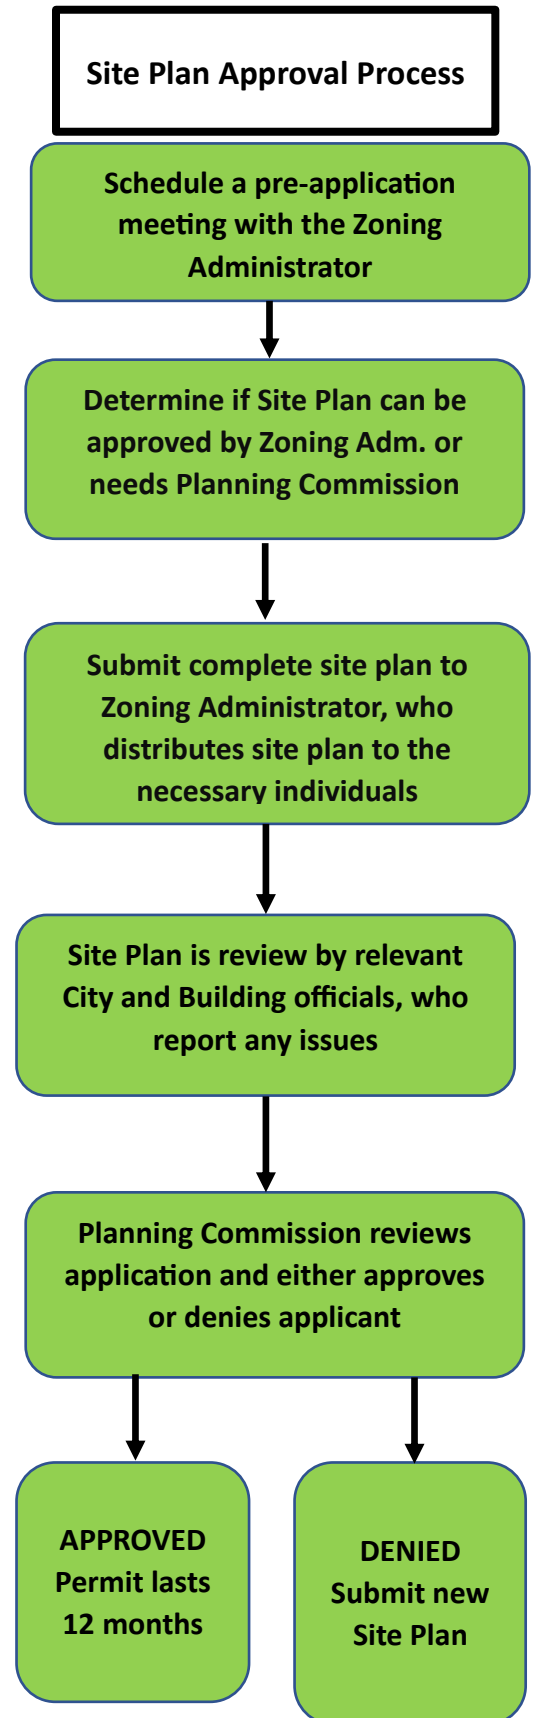 Site Plan Approval Process
Schedule a pre-application
meeting with the Zoning
Administrator
Determine if Site Plan can be
approved by Zoning Adm. or
needs Planning Commission
Submit complete site plan to
Zoning Administrator, who
distributes site plan to the
necessary individuals
Site Plan is review by relevant
City and Building officials, who
report any issues
Planning Commission reviews
application and either approves
or denies applicant
APPROVED
Permit lasts
12 months
DENIED
Submit new
Site Plan